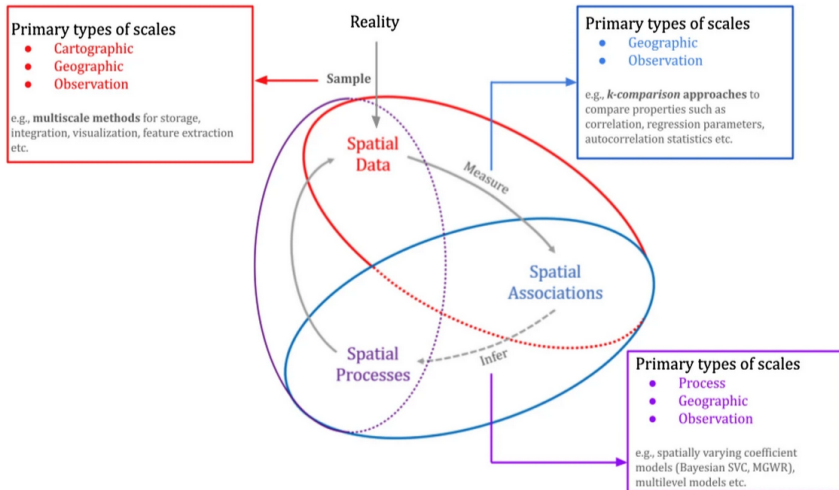 Primary types of scales
● Cartographic
● Geographic
● Observation
e.g., multiscale methods for storage,
integration, visualization, feature extraction
etc.
Reality
Sample
Primary types of scales
● Geographic
● Observation
e.g., k-comparison approaches to
compare properties such as
correlation, regression parameters,
autocorrelation statistics etc.
Spatial
Data
Measure
Spatial
Associations
Infer
Spatial
Processes
Primary types of scales
● Process
● Geographic
● Observation
e.g., spatially varying coefficient
models (Bayesian SVC, MGWR),
multilevel models etc.